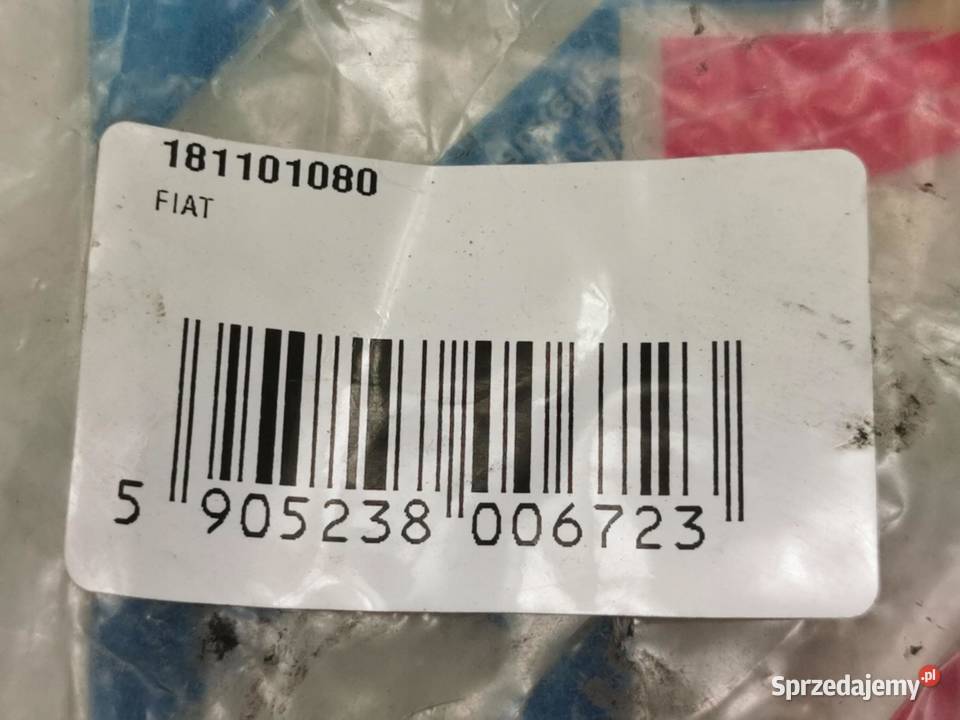 181101080
FIAT
5 905238 006723
Sprzedajemy.pl